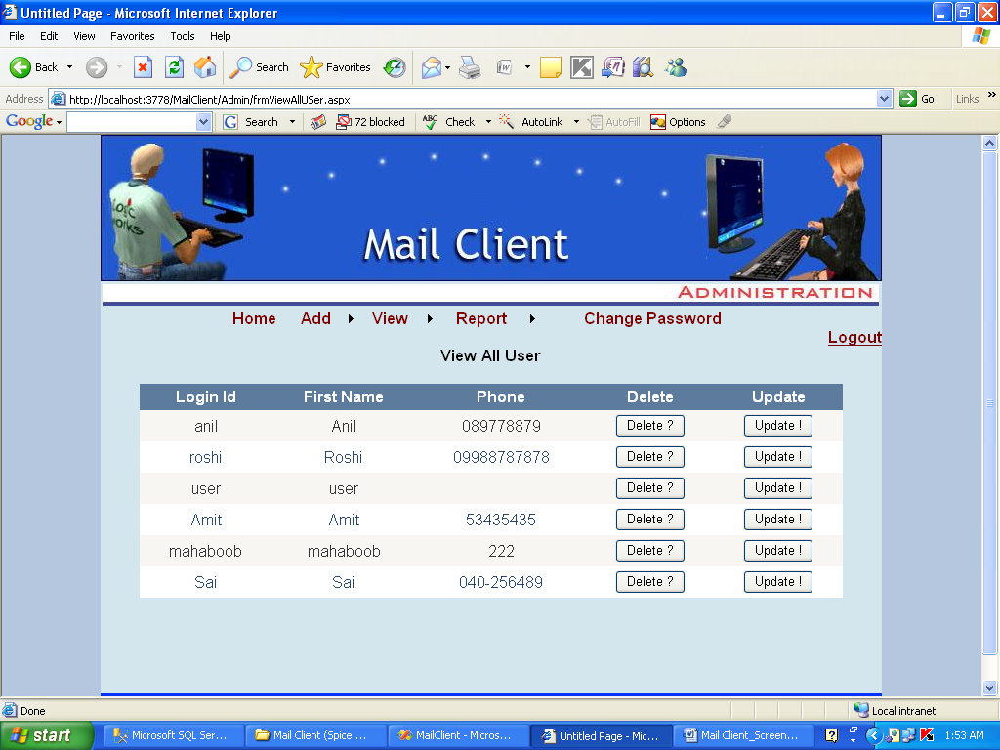 Untitled Page - Microsoft Internet Explorer
File Edit View Favorites Tools Help
Back Search Favorites
Address http://localhost:3778/MailClient/Admin/frmViewAllUSer.aspx Go Links »
Google G Search 72 blocked ABC Check AutoLink AutoFill Options
LOGIC WORKS
Mail Client
ADMINISTRATION
Home Add View Report Change Password
Logout
View All User
Login Id First Name Phone Delete Update
anil Anil 089778879 Delete ? Update !
roshi Roshi 09988787878 Delete ? Update !
user user Delete ? Update !
Amit Amit 53435435 Delete ? Update !
mahaboob mahaboob 222 Delete ? Update !
Sai Sai 040-256489 Delete ? Update !
Done Local intranet
start Microsoft SQL Ser... Mail Client (Spice ... MailClient - Micros... Untitled Page - Mic... Mail Client_Screen... 1:53 AM